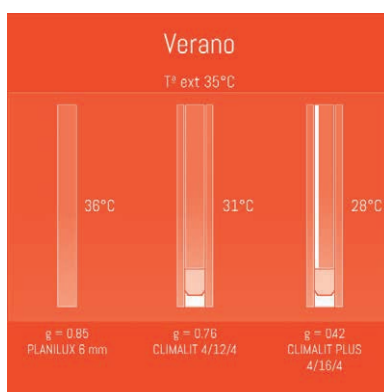 Verano
Tª ext 35°C
36°C
31°C
28°C
g = 0.85
PLANILUX 6 mm
g = 0.76
CLIMALIT 4/12/4
g = 042
CLIMALIT PLUS
4/16/4